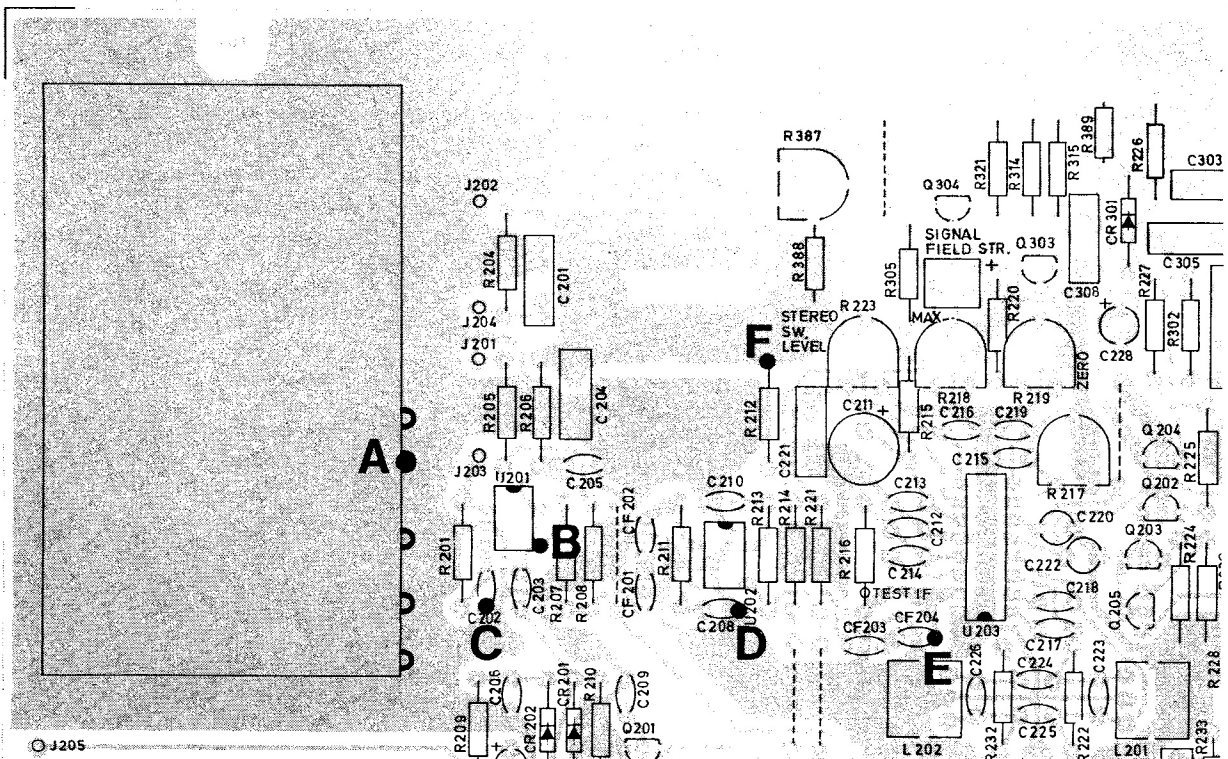 R387
R389
R226
C303
R321
R314
R315
J202
Q304
CR301
SIGNAL
FIELD STR.
Q303
R204
C201
R388
R305
+
C305
C308
R227
R220
J204
STEREO
SW.
LEVEL
R223
MAX
+
R302
J201
F
C228
ZERO
R205
R206
C204
R212
C221
C211
+
R215
R218
R219
C216
C219
Q204
A
J203
U201
C205
C215
R225
R217
Q202
C210
C213
R201
B
CF202
R211
R213
R214
R221
R216
C212
C220
Q203
R224
C214
C222
C203
R207
R208
CF201
U202
TEST IF
C218
Q205
C202
C208
U203
C
D
CF203
CF204
C217
E
C226
C224
C223
R228
C206
CR201
R210
C209
R209
CR202
Q201
+
L202
R232
C225
R222
L201
R233
J205